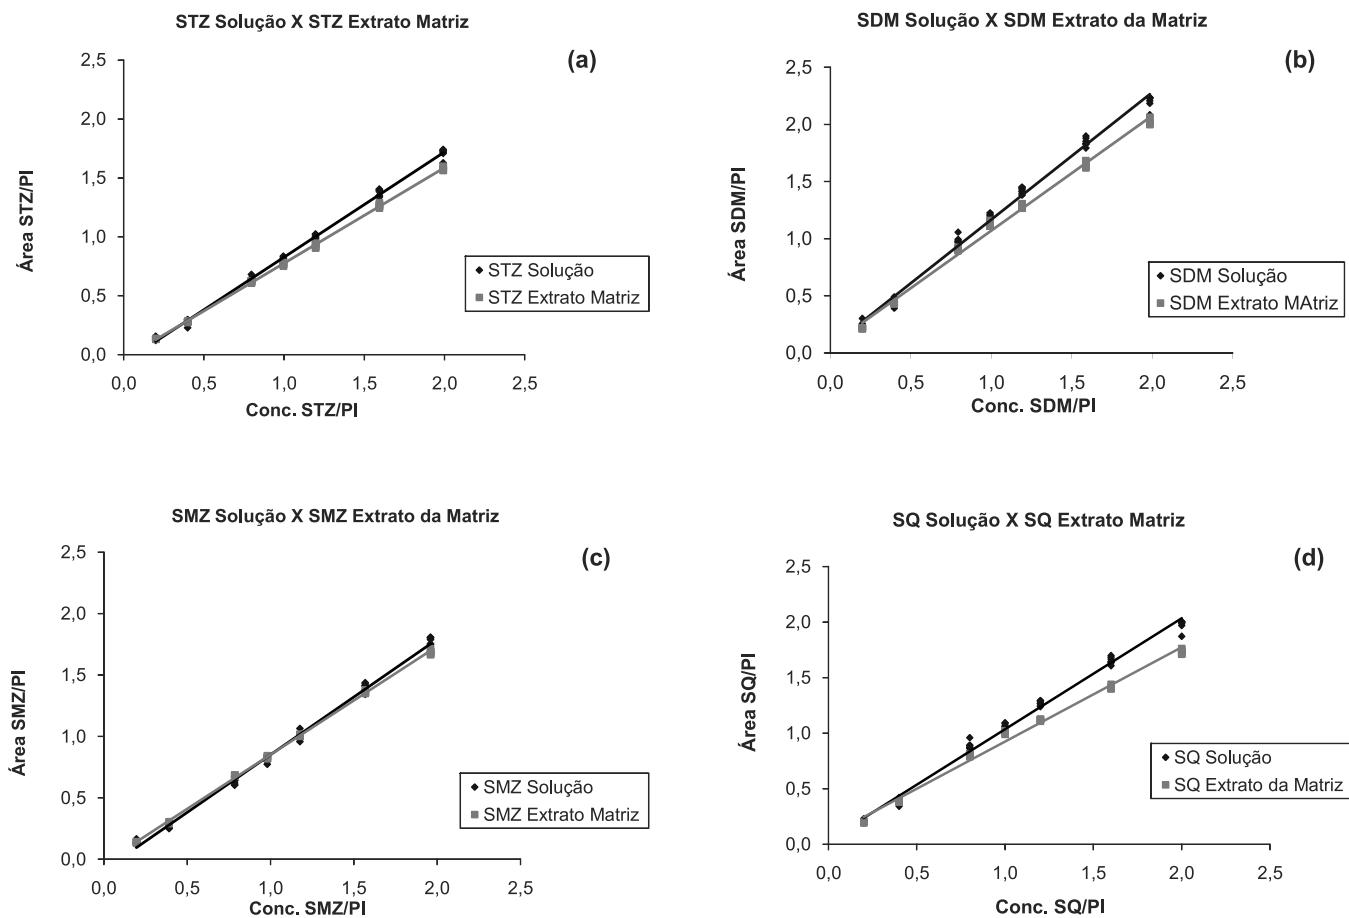 STZ Solução X STZ Extrato Matriz
(a)
2,5
2,0
1,5
1,0
0,5
0,0
Área STZ/PI
STZ Solução
STZ Extrato Matriz
0,0 0,5 1,0 1,5 2,0 2,5
Conc. STZ/PI
SDM Solução X SDM Extrato da Matriz
(b)
2,5
2,0
1,5
1,0
0,5
0,0
Área SDM/PI
SDM Solução
SDM Extrato MAtriz
0,0 0,5 1,0 1,5 2,0 2,5
Conc. SDM/PI
SMZ Solução X SMZ Extrato da Matriz
(c)
2,5
2,0
1,5
1,0
0,5
0,0
Área SMZ/PI
SMZ Solução
SMZ Extrato Matriz
0,0 0,5 1,0 1,5 2,0 2,5
Conc. SMZ/PI
SQ Solução X SQ Extrato Matriz
(d)
2,5
2,0
1,5
1,0
0,5
0,0
Área SQ/PI
SQ Solução
SQ Extrato da Matriz
0,0 0,5 1,0 1,5 2,0 2,5
Conc. SQ/PI